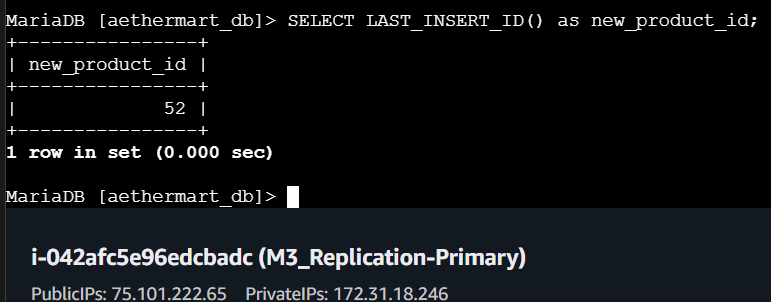 MariaDB [aethermart_db]> SELECT LAST_INSERT_ID() as new_product_id;
+----------------+
| new_product_id |
+----------------+
|             52 |
+----------------+
1 row in set (0.000 sec)
MariaDB [aethermart_db]>
i-042afc5e96edcbadc (M3_Replication-Primary)
PublicIPs: 75.101.222.65 PrivateIPs: 172.31.18.246